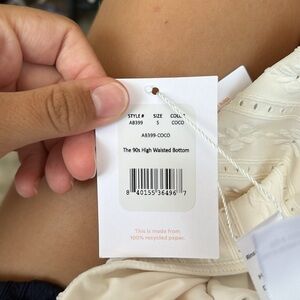 STYLE # SIZE COLOR
A8399 S COCO
A8399-COCO
The 90s High Waisted Bottom
8 40155 36496 7
This is made from
100% recycled paper.